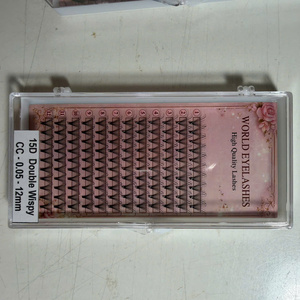 15D Double Wispy
CC - 0.05 - 12mm
WORLD EYELASHES
High Quality Lashes